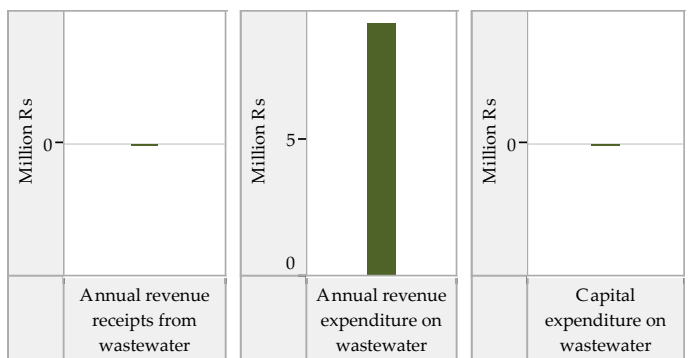 Million Rs
0
Annual revenue
receipts from
wastewater
Million Rs
5
0
Annual revenue
expenditure on
wastewater
Million Rs
0
Capital
expenditure on
wastewater